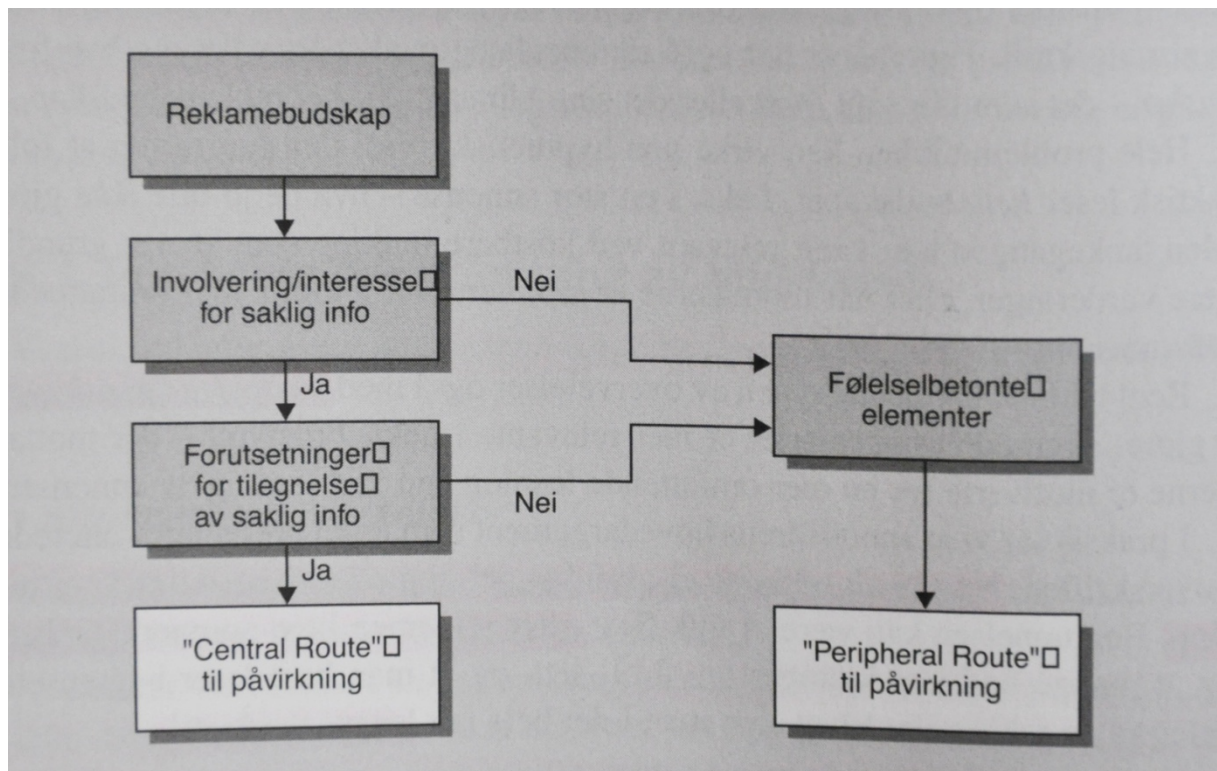 Reklamebudskap
Involvering/interesse□
for saklig info
Nei
Ja
Følelselbetonte□
elementer
Forutsetninger□
for tilegnelse□
av saklig info
Nei
Ja
"Central Route"□
til påvirkning
"Peripheral Route"□
til påvirkning